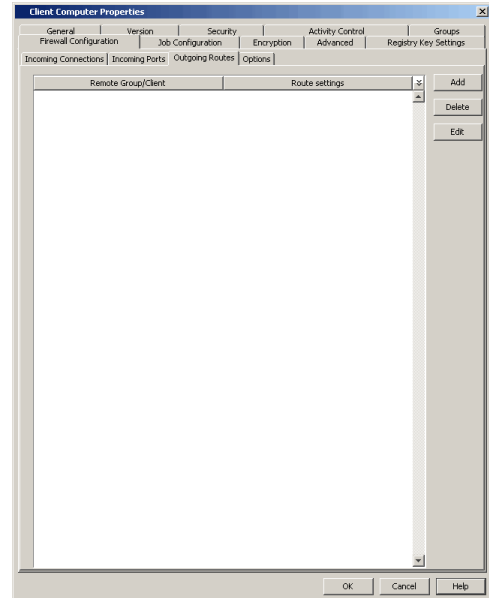 Client Computer Properties
General Version Security Activity Control Groups
Firewall Configuration Job Configuration Encryption Advanced Registry Key Settings
Incoming Connections Incoming Ports Outgoing Routes Options
Remote Group/Client Route settings Add
Delete
Edit
OK Cancel Help